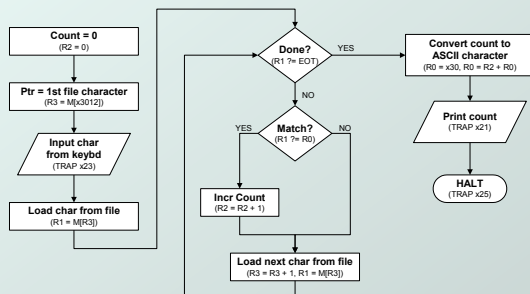 Count = 0
(R2 = 0)
Ptr = 1st file character
(R3 = M[x3012])
Input char
from keybd
(TRAP x23)
Load char from file
(R1 = M[R3])
Done?
(R1 ?= EOT)
YES
NO
Match?
(R1 ?= R0)
YES
NO
Incr Count
(R2 = R2 + 1)
Load next char from file
(R3 = R3 + 1, R1 = M[R3])
Convert count to
ASCII character
(R0 = x30, R0 = R2 + R0)
Print count
(TRAP x21)
HALT
(TRAP x25)